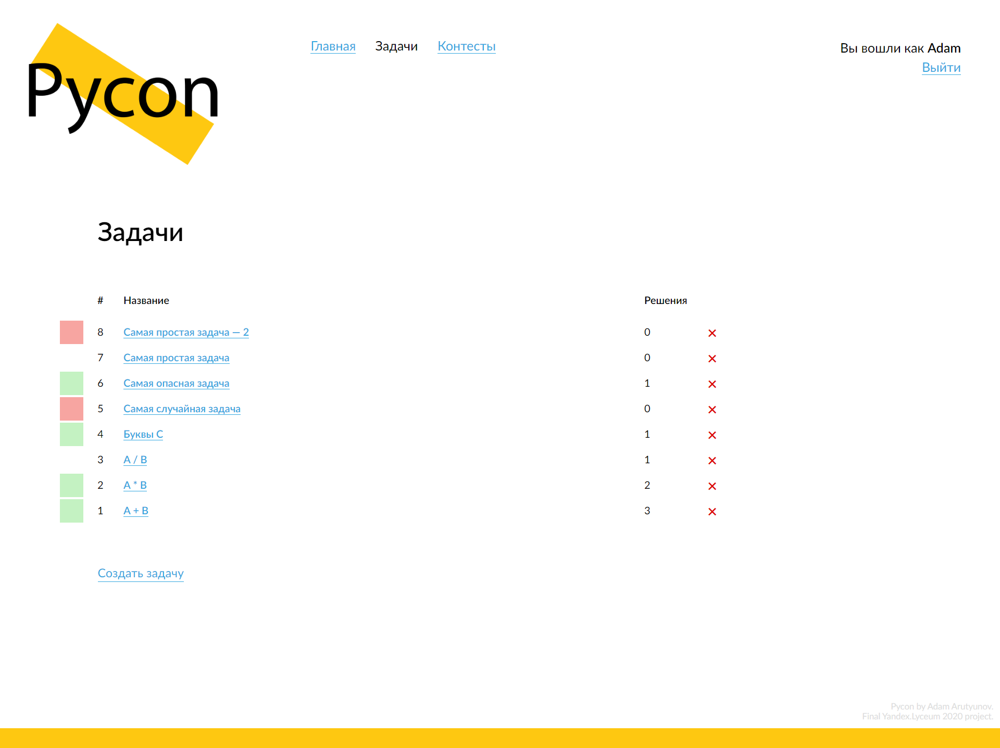 Pycon
Главная Задачи Контесты
Вы вошли как Adam
Выйти
Задачи
# Название Решения
8 Самая простая задача — 2 0 ×
7 Самая простая задача 0 ×
6 Самая опасная задача 1 ×
5 Самая случайная задача 0 ×
4 Буквы С 1 ×
3 A / B 1 ×
2 A * B 2 ×
1 A + B 3 ×
Создать задачу
Pycon by Adam Arutyunov.
Final Yandex.Lyceum 2020 project.